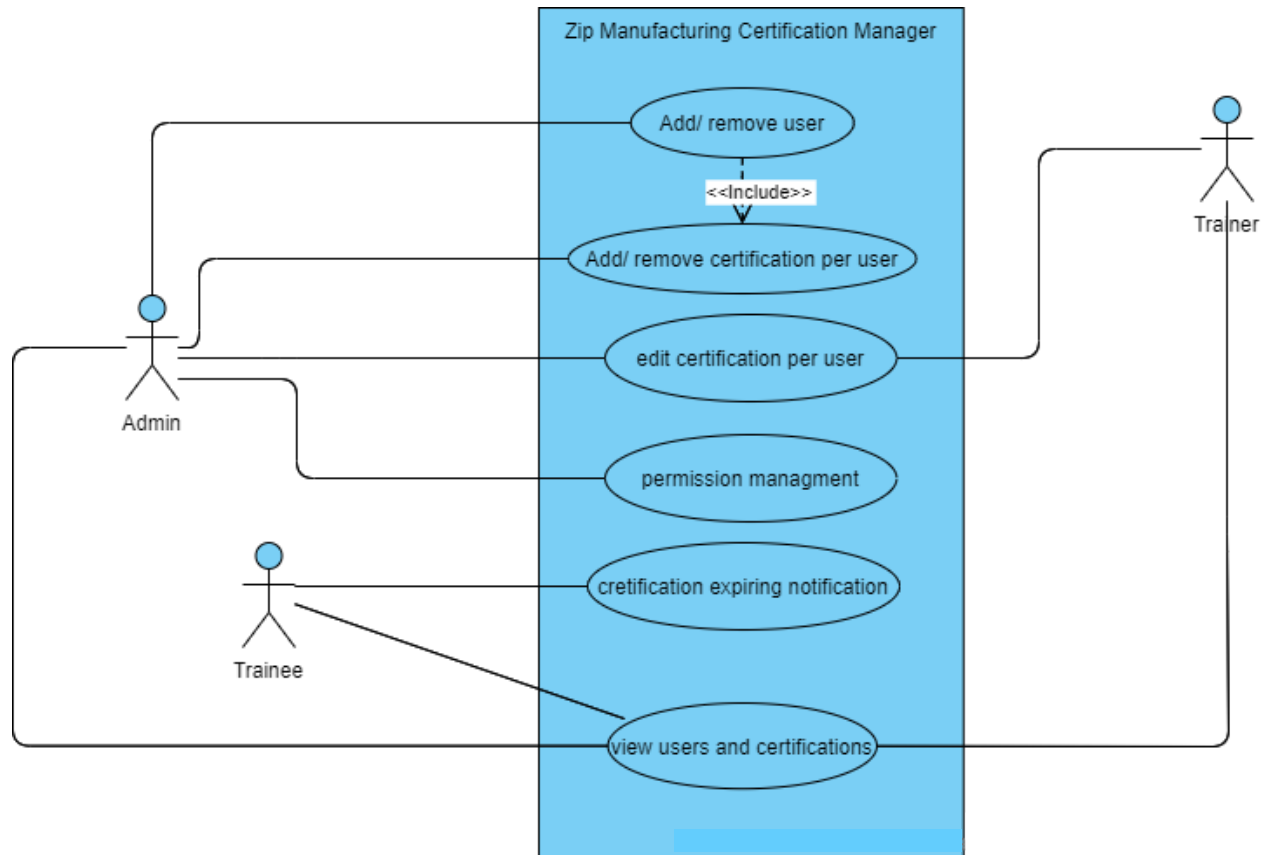 Zip Manufacturing Certification Manager
Add/ remove user
<<Include>>
Trainer
Add/ remove certification per user
edit certification per user
Admin
permission managment
cretification expiring notification
Trainee
view users and certifications